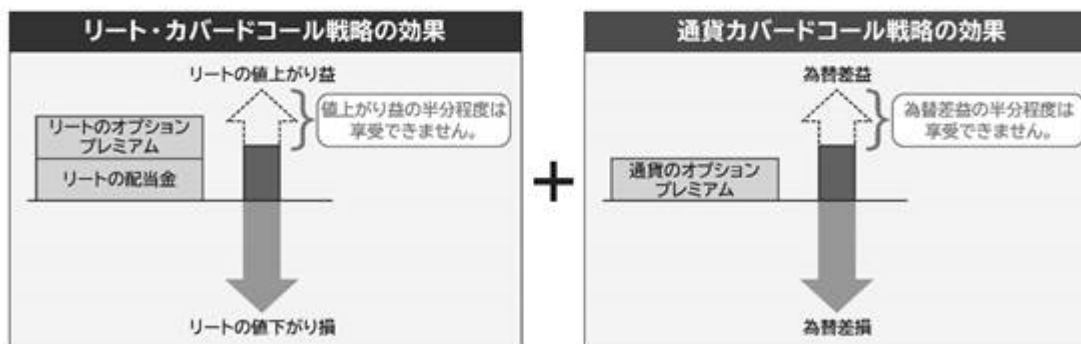 リート・カバードコール戦略の効果
リートの値上がり益
値上がり益の半分程度は
享受できません。
リートのオプション
プレミアム
リートの配当金
リートの値下がり損
+
通貨カバードコール戦略の効果
為替差益
為替差益の半分程度は
享受できません。
通貨のオプション
プレミアム
為替差損